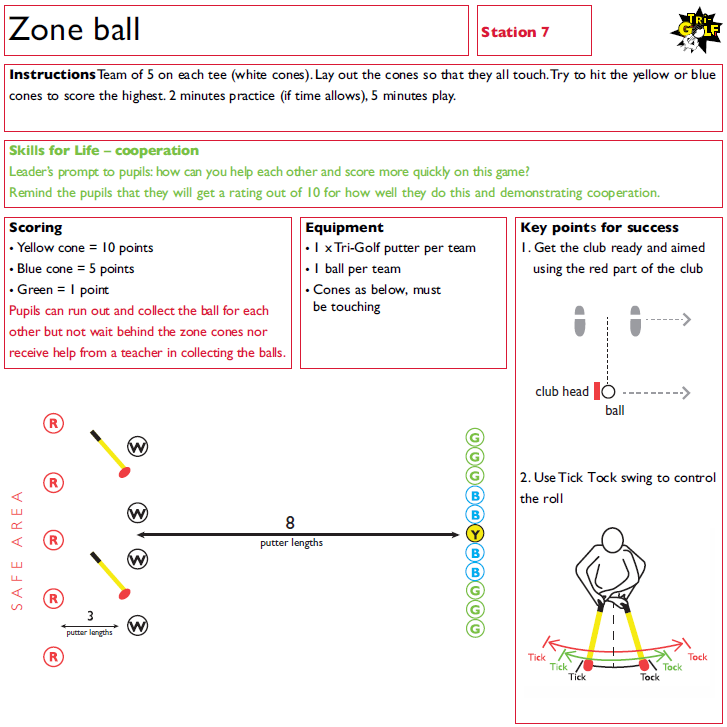 Zone ball
Station 7
TRI-
GOLF
Instructions Team of 5 on each tee (white cones). Lay out the cones so that they all touch. Try to hit the yellow or blue
cones to score the highest. 2 minutes practice (if time allows), 5 minutes play.
Skills for Life – cooperation
Leader's prompt to pupils: how can you help each other and score more quickly on this game?
Remind the pupils that they will get a rating out of 10 for how well they do this and demonstrating cooperation.
Scoring
• Yellow cone = 10 points
• Blue cone = 5 points
• Green = 1 point
Pupils can run out and collect the ball for each
other but not wait behind the zone cones nor
receive help from a teacher in collecting the balls.
Equipment
• 1 x Tri-Golf putter per team
• 1 ball per team
• Cones as below, must
be touching
Key points for success
1. Get the club ready and aimed
using the red part of the club
club head
ball
2. Use Tick Tock swing to control
the roll
Tick
Tock
Tick
Tock
Tick
Tock
SAFE AREA
R
R
R
R
R
W
W
W
W
3
putter lengths
8
putter lengths
G
G
G
B
B
Y
B
B
G
G
G